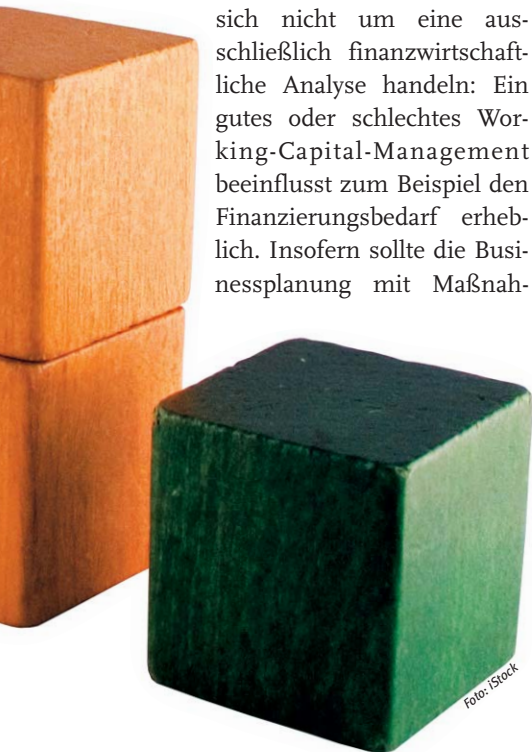 sich nicht um eine aus-
schließlich finanzwirtschaft-
liche Analyse handeln: Ein
gutes oder schlechtes Wor-
king-Capital-Management
beeinflusst zum Beispiel den
Finanzierungsbedarf erheb-
lich. Insofern sollte die Busi-
nessplanung mit Maßnah-
Foto: iStock